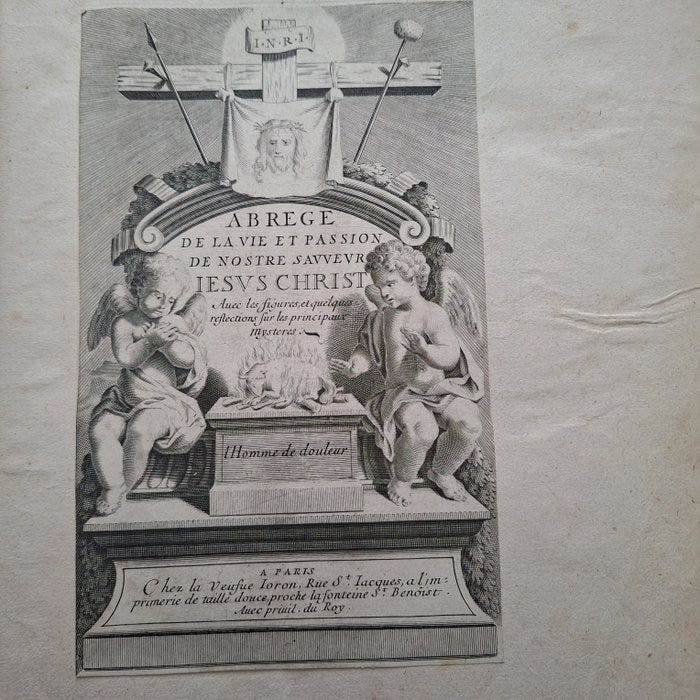 I·N·R·I·
ABREGE
DE LA VIE ET PASSION
DE NOSTRE SAVVEVR
IESVS CHRIST
Auec les figures, et quelques
reflections sur les principaux
Mysteres.
l'Homme de douleur
A PARIS
Chez la Veufue Ioron, Rue S.t Iacques, a l'im-
primerie de taille douce, proche la fonteine S.t Benoist.
Auec priuil. du Roy